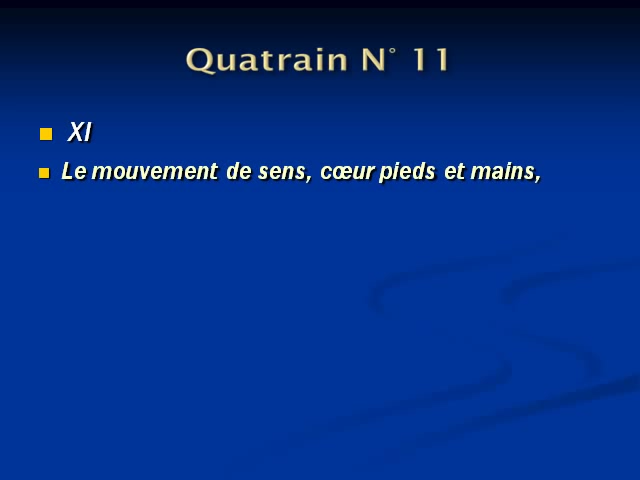 Quatrain N° 11
XI
Le mouvement de sens, cœur pieds et mains,